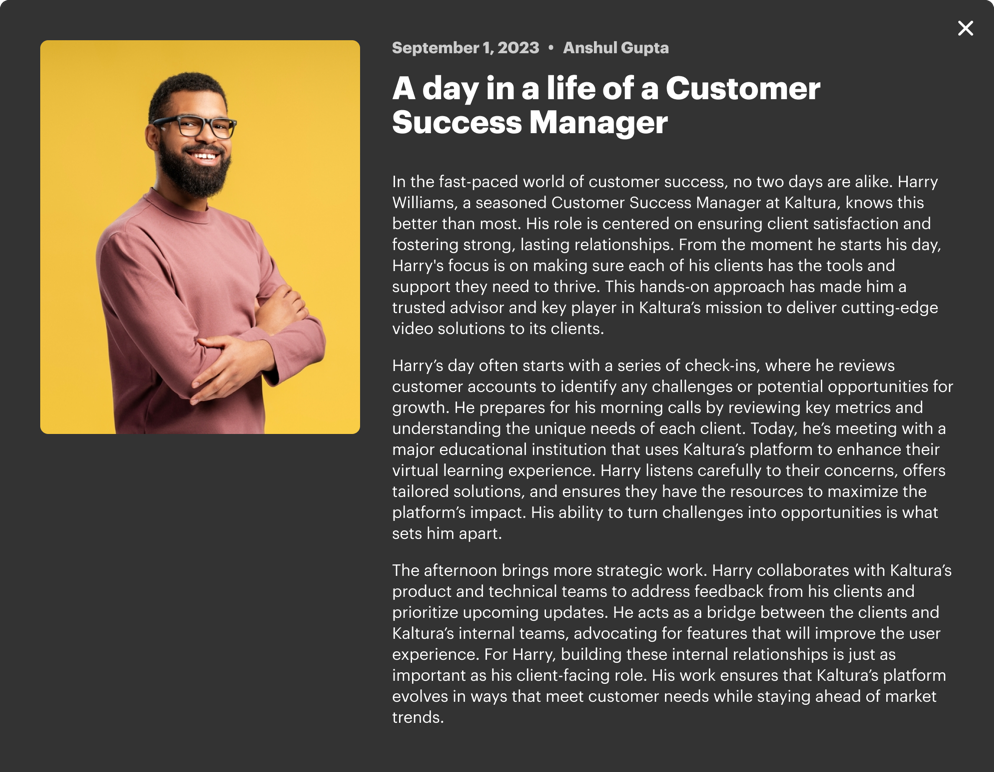 September 1, 2023 • Anshul Gupta
A day in a life of a Customer
Success Manager
In the fast-paced world of customer success, no two days are alike. Harry
Williams, a seasoned Customer Success Manager at Kaltura, knows this
better than most. His role is centered on ensuring client satisfaction and
fostering strong, lasting relationships. From the moment he starts his day,
Harry's focus is on making sure each of his clients has the tools and
support they need to thrive. This hands-on approach has made him a
trusted advisor and key player in Kaltura’s mission to deliver cutting-edge
video solutions to its clients.
Harry’s day often starts with a series of check-ins, where he reviews
customer accounts to identify any challenges or potential opportunities for
growth. He prepares for his morning calls by reviewing key metrics and
understanding the unique needs of each client. Today, he’s meeting with a
major educational institution that uses Kaltura’s platform to enhance their
virtual learning experience. Harry listens carefully to their concerns, offers
tailored solutions, and ensures they have the resources to maximize the
platform’s impact. His ability to turn challenges into opportunities is what
sets him apart.
The afternoon brings more strategic work. Harry collaborates with Kaltura’s
product and technical teams to address feedback from his clients and
prioritize upcoming updates. He acts as a bridge between the clients and
Kaltura’s internal teams, advocating for features that will improve the user
experience. For Harry, building these internal relationships is just as
important as his client-facing role. His work ensures that Kaltura’s platform
evolves in ways that meet customer needs while staying ahead of market
trends.